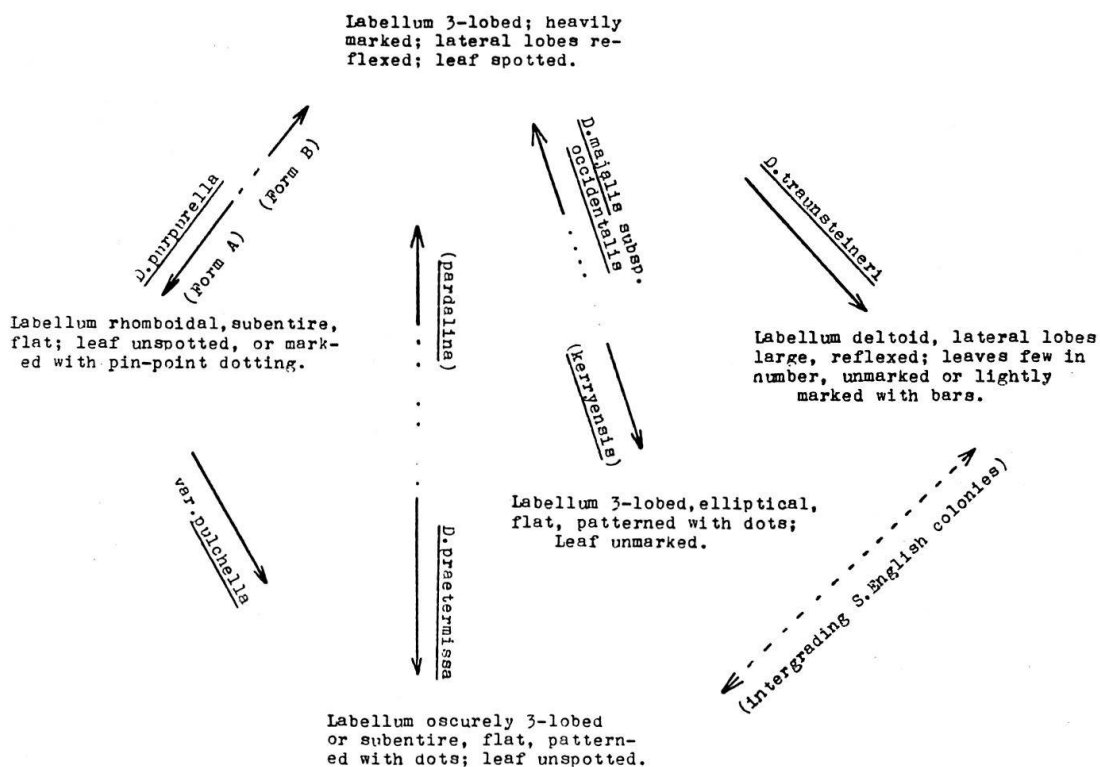 Labellum 3-lobed; heavily
marked; lateral lobes re-
flexed; leaf spotted.
D.purpurella
(Form A) (Form B)
(pardalina)
D.majalis subsp.
occidentalis
(kerryensis)
D.traunsteineri
Labellum rhomboidal, subentire,
flat; leaf unspotted, or mark-
ed with pin-point dotting.
Labellum deltoid, lateral lobes
large, reflexed; leaves few in
number, unmarked or lightly
marked with bars.
var.pulchella
D.praetermissa
Labellum 3-lobed, elliptical,
flat, patterned with dots;
Leaf unmarked.
(intergrading S.English colonies)
Labellum oscurely 3-lobed
or subentire, flat, pattern-
ed with dots; leaf unspotted.